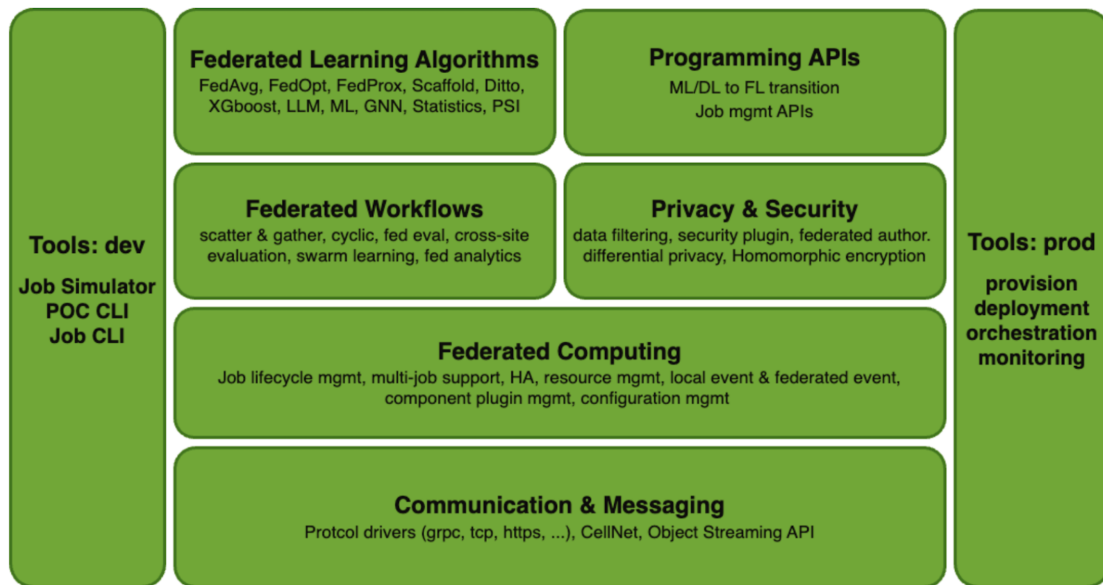 Tools: dev
Job Simulator
POC CLI
Job CLI
Federated Learning Algorithms
FedAvg, FedOpt, FedProx, Scaffold, Ditto,
XGboost, LLM, ML, GNN, Statistics, PSI
Programming APIs
ML/DL to FL transition
Job mgmt APIs
Federated Workflows
scatter & gather, cyclic, fed eval, cross-site
evaluation, swarm learning, fed analytics
Privacy & Security
data filtering, security plugin, federated author.
differential privacy, Homomorphic encryption
Federated Computing
Job lifecycle mgmt, multi-job support, HA, resource mgmt, local event & federated event,
component plugin mgmt, configuration mgmt
Communication & Messaging
Protcol drivers (grpc, tcp, https, ...), CellNet, Object Streaming API
Tools: prod
provision
deployment
orchestration
monitoring